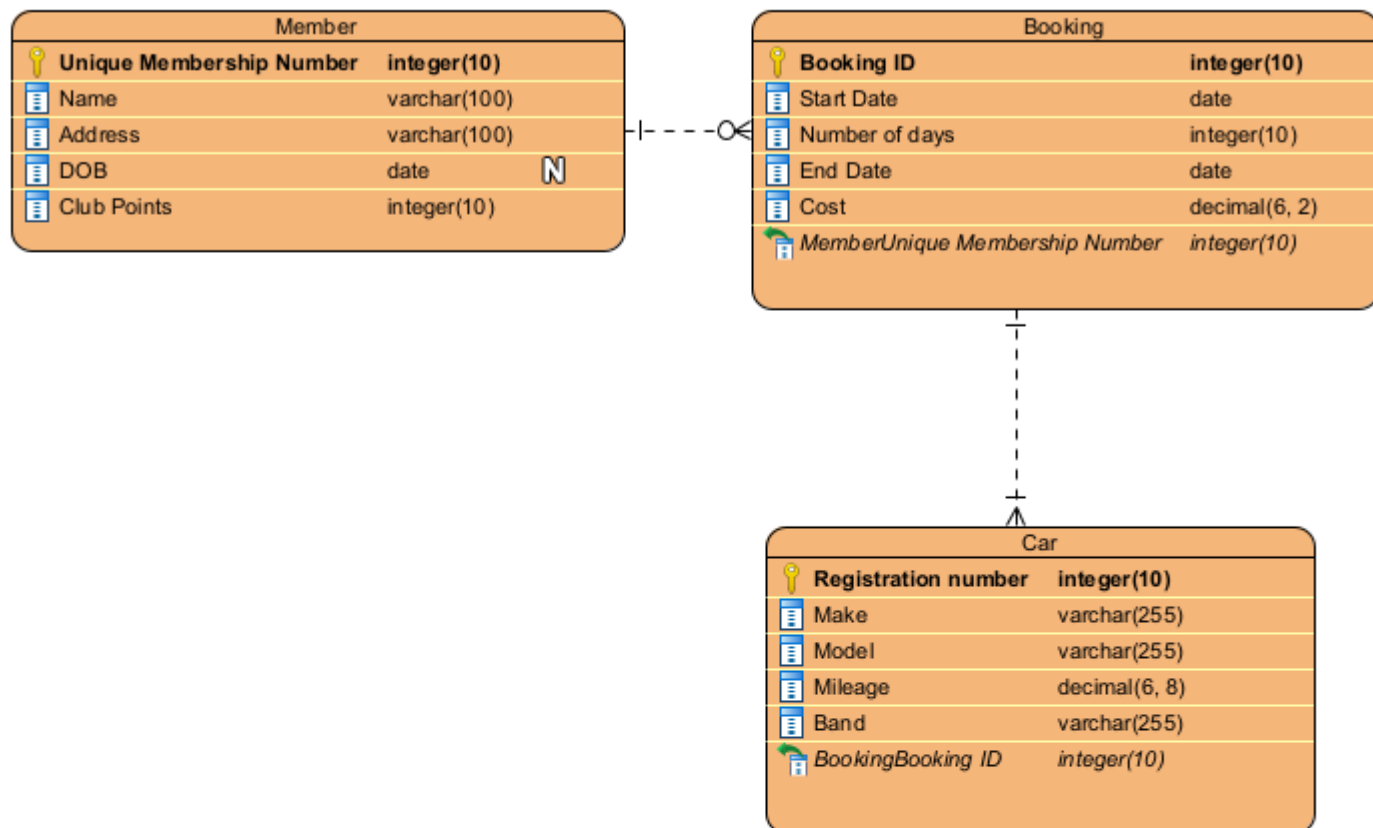 Member
Unique Membership Number integer(10)
Name varchar(100)
Address varchar(100)
DOB date N
Club Points integer(10)
Booking
Booking ID integer(10)
Start Date date
Number of days integer(10)
End Date date
Cost decimal(6, 2)
MemberUnique Membership Number integer(10)
Car
Registration number integer(10)
Make varchar(255)
Model varchar(255)
Mileage decimal(6, 8)
Band varchar(255)
BookingBooking ID integer(10)